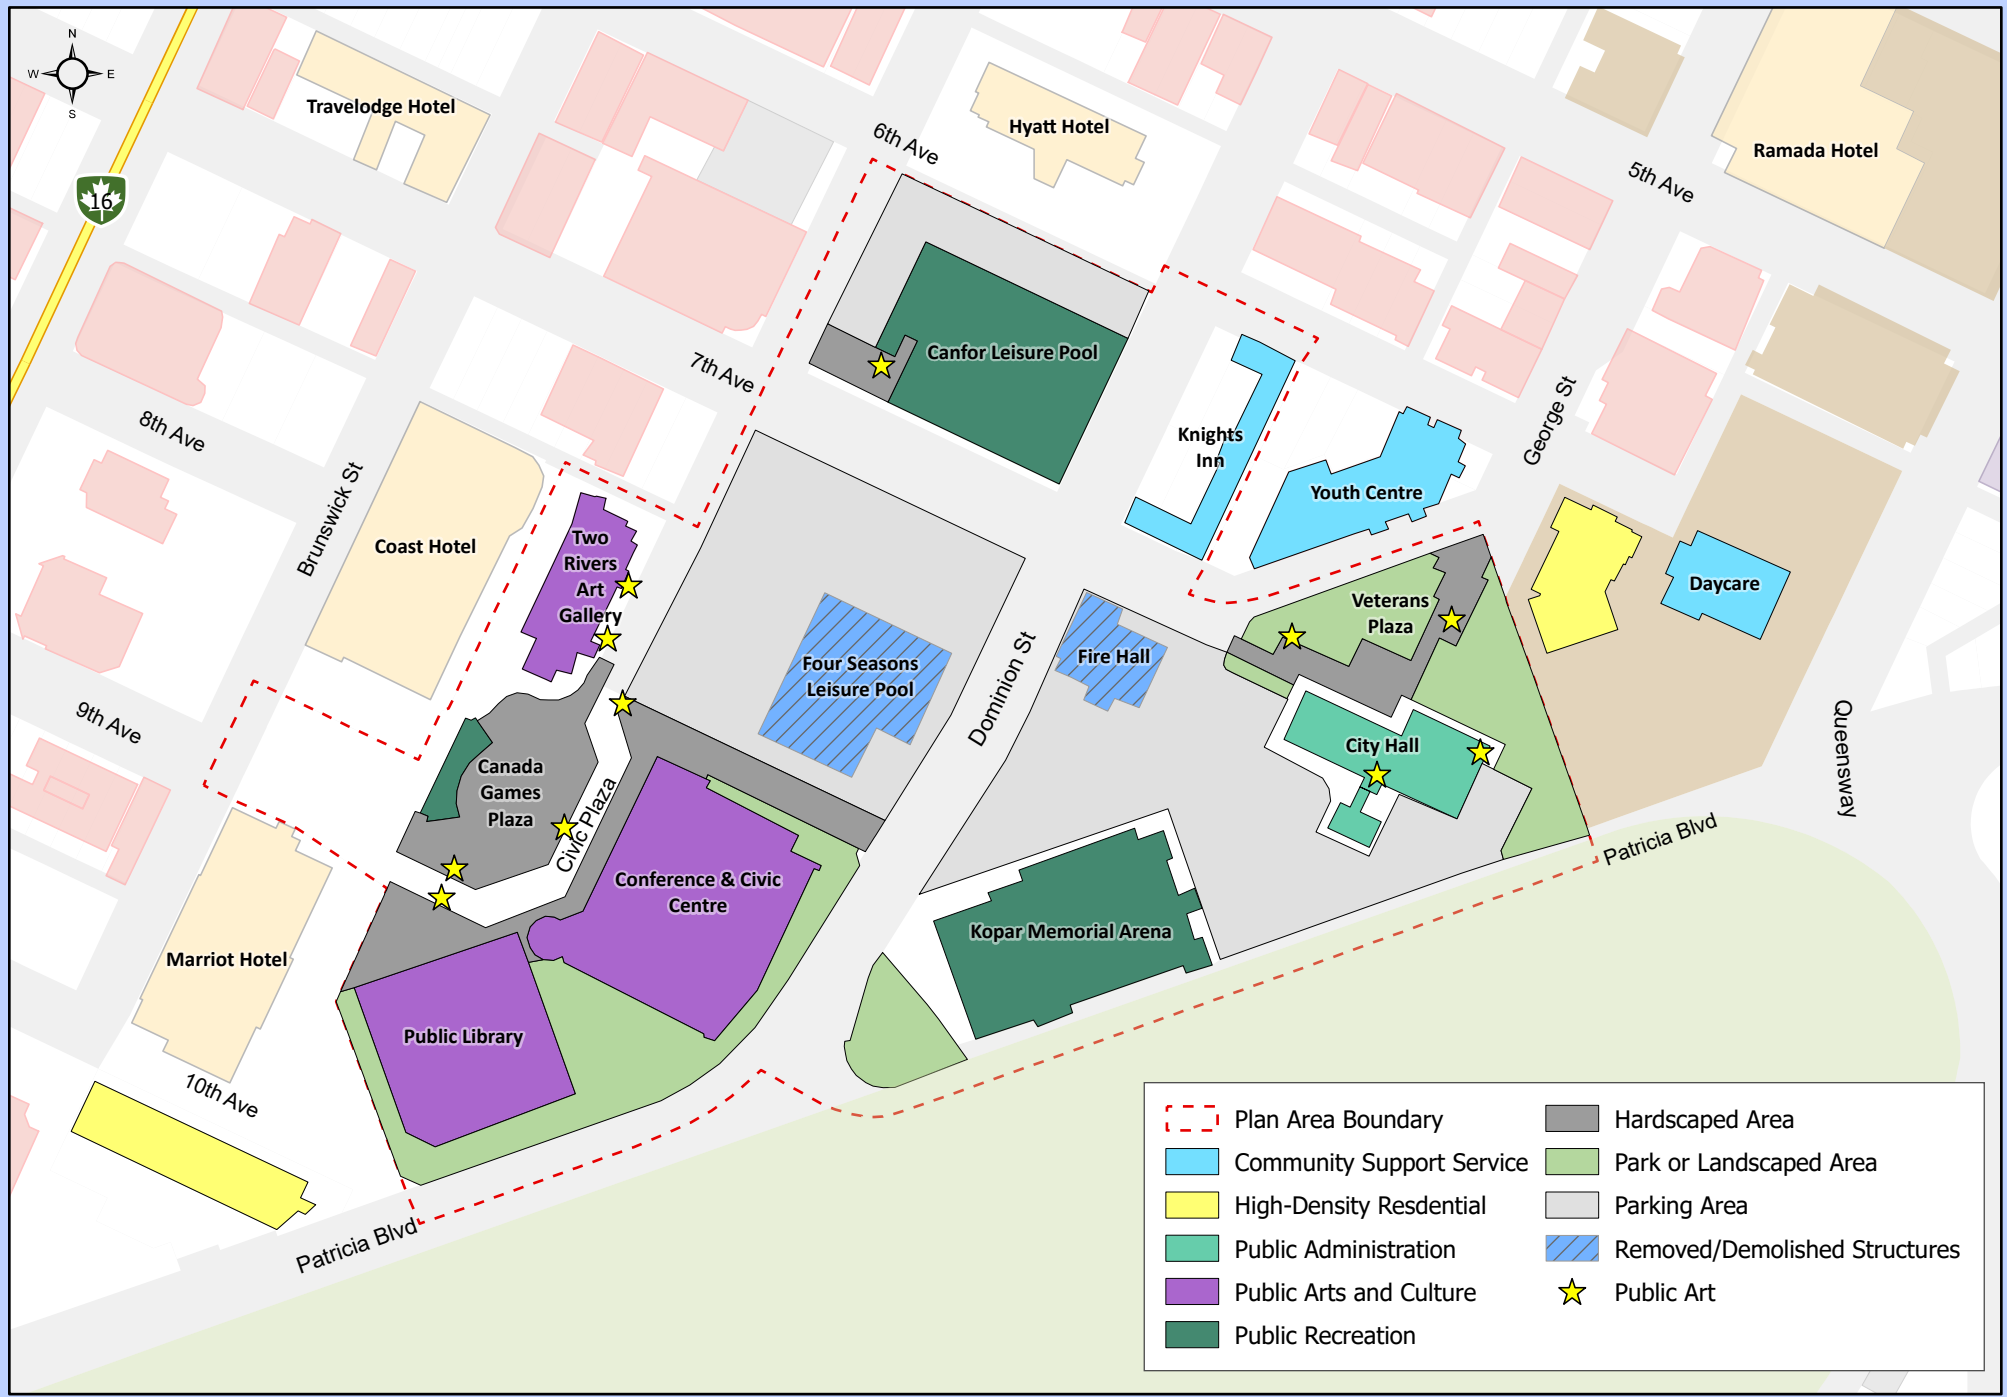 N
W
E
S
Travelodge Hotel
16
6th Ave
Hyatt Hotel
Ramada Hotel
5th Ave
7th Ave
Canfor Leisure Pool
8th Ave
Knights
Inn
George St
Brunswick St
Coast Hotel
Two
Rivers
Art
Gallery
Youth Centre
Daycare
Veterans
Plaza
Four Seasons
Leisure Pool
Dominion St
Fire Hall
9th Ave
Canada
Games
Plaza
Civic Plaza
City Hall
Queensway
Patricia Blvd
Conference & Civic
Centre
Kopar Memorial Arena
Marriot Hotel
Public Library
10th Ave
Patricia Blvd
Plan Area Boundary
Community Support Service
High-Density Resdential
Public Administration
Public Arts and Culture
Public Recreation
Hardscaped Area
Park or Landscaped Area
Parking Area
Removed/Demolished Structures
Public Art